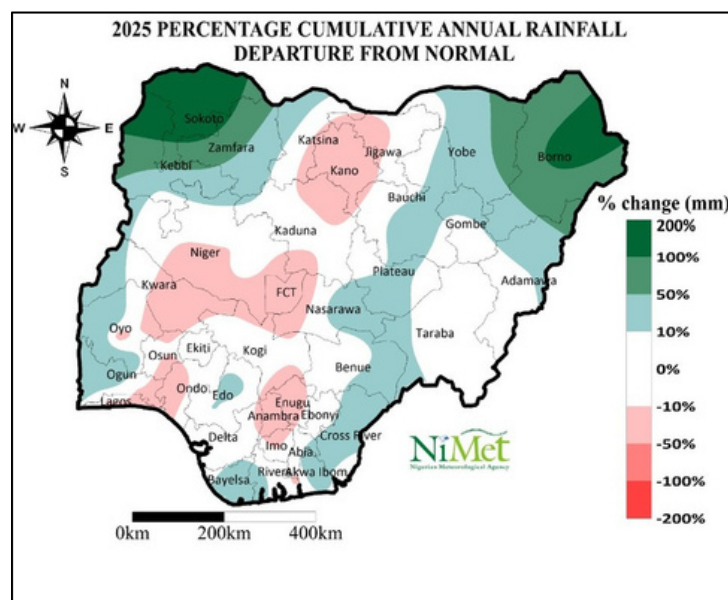 2025 PERCENTAGE CUMULATIVE ANNUAL RAINFALL
DEPARTURE FROM NORMAL
N
W E
S
Sokoto
Katsina
Zamfara
Jigawa
Yobe
Borno
Kebbi
Kano
Bauchi
Gombe
Kaduna
Niger
Plateau
Adamawa
Kwara
FCT
Nasarawa
Taraba
Oyo
Ekiti
Kogi
Osun
Benue
Ogun
Ondo
Edo
Enugu
Lagos
Anambra
Ebonyi
Delta
Cross River
Imo
Abia
Bayelsa
Rivers
Akwa Ibom
% change (mm)
200%
100%
50%
10%
0%
-10%
-50%
-100%
-200%
NiMet
Nigerian Meteorological Agency
0km 200km 400km